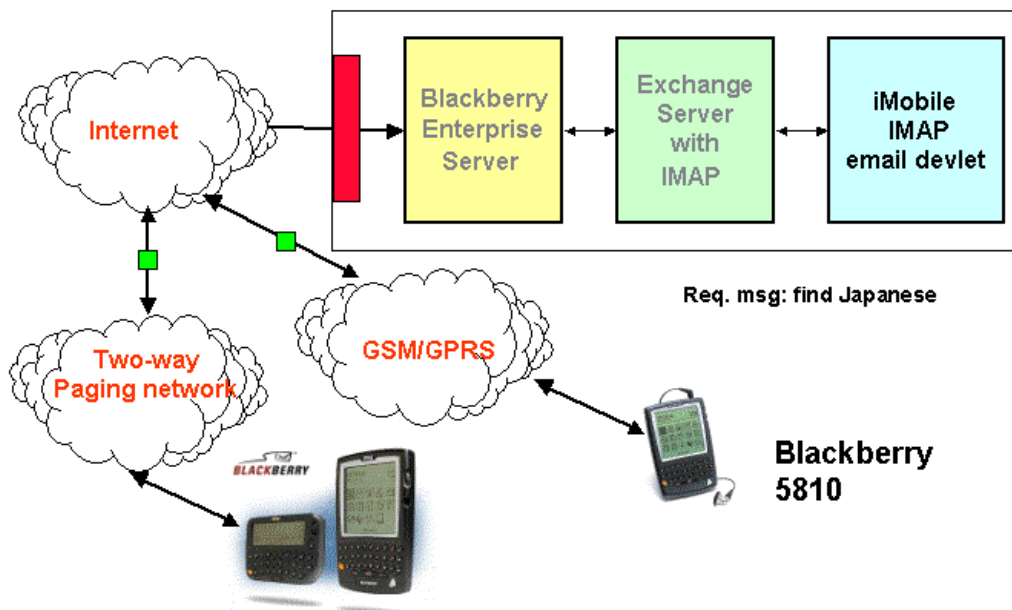 Internet
Blackberry
Enterprise
Server
Exchange
Server
with
IMAP
iMobile
IMAP
email devlet
Req. msg: find Japanese
GSM/GPRS
Two-way
Paging network
BLACKBERRY
Blackberry
5810